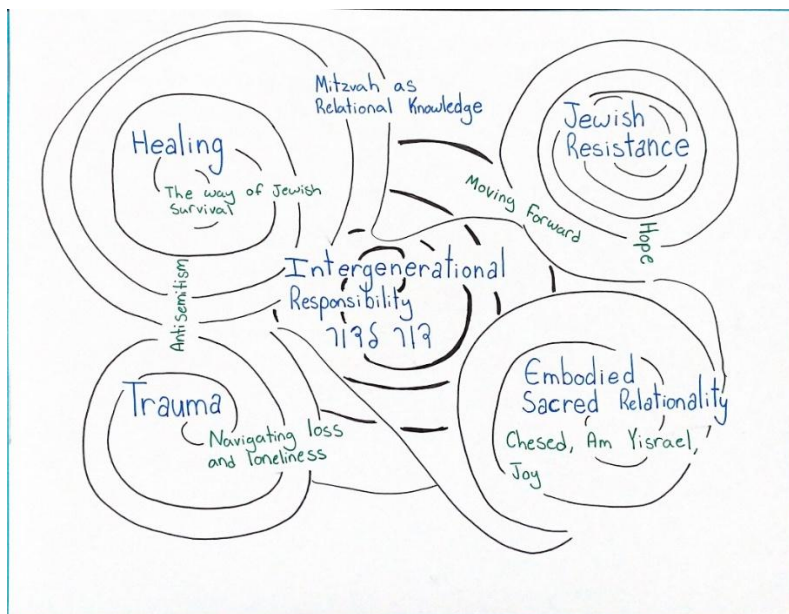 Mitzvah as
Relational Knowledge
Jewish
Resistance
Healing
The way of Jewish
Survival
Moving Forward
Hope
Antisemitism
Intergenerational
Responsibility
דור לדור
Trauma
Navigating loss
and loneliness
Embodied
Sacred Relationality
Chesed, Am Yisrael,
Joy